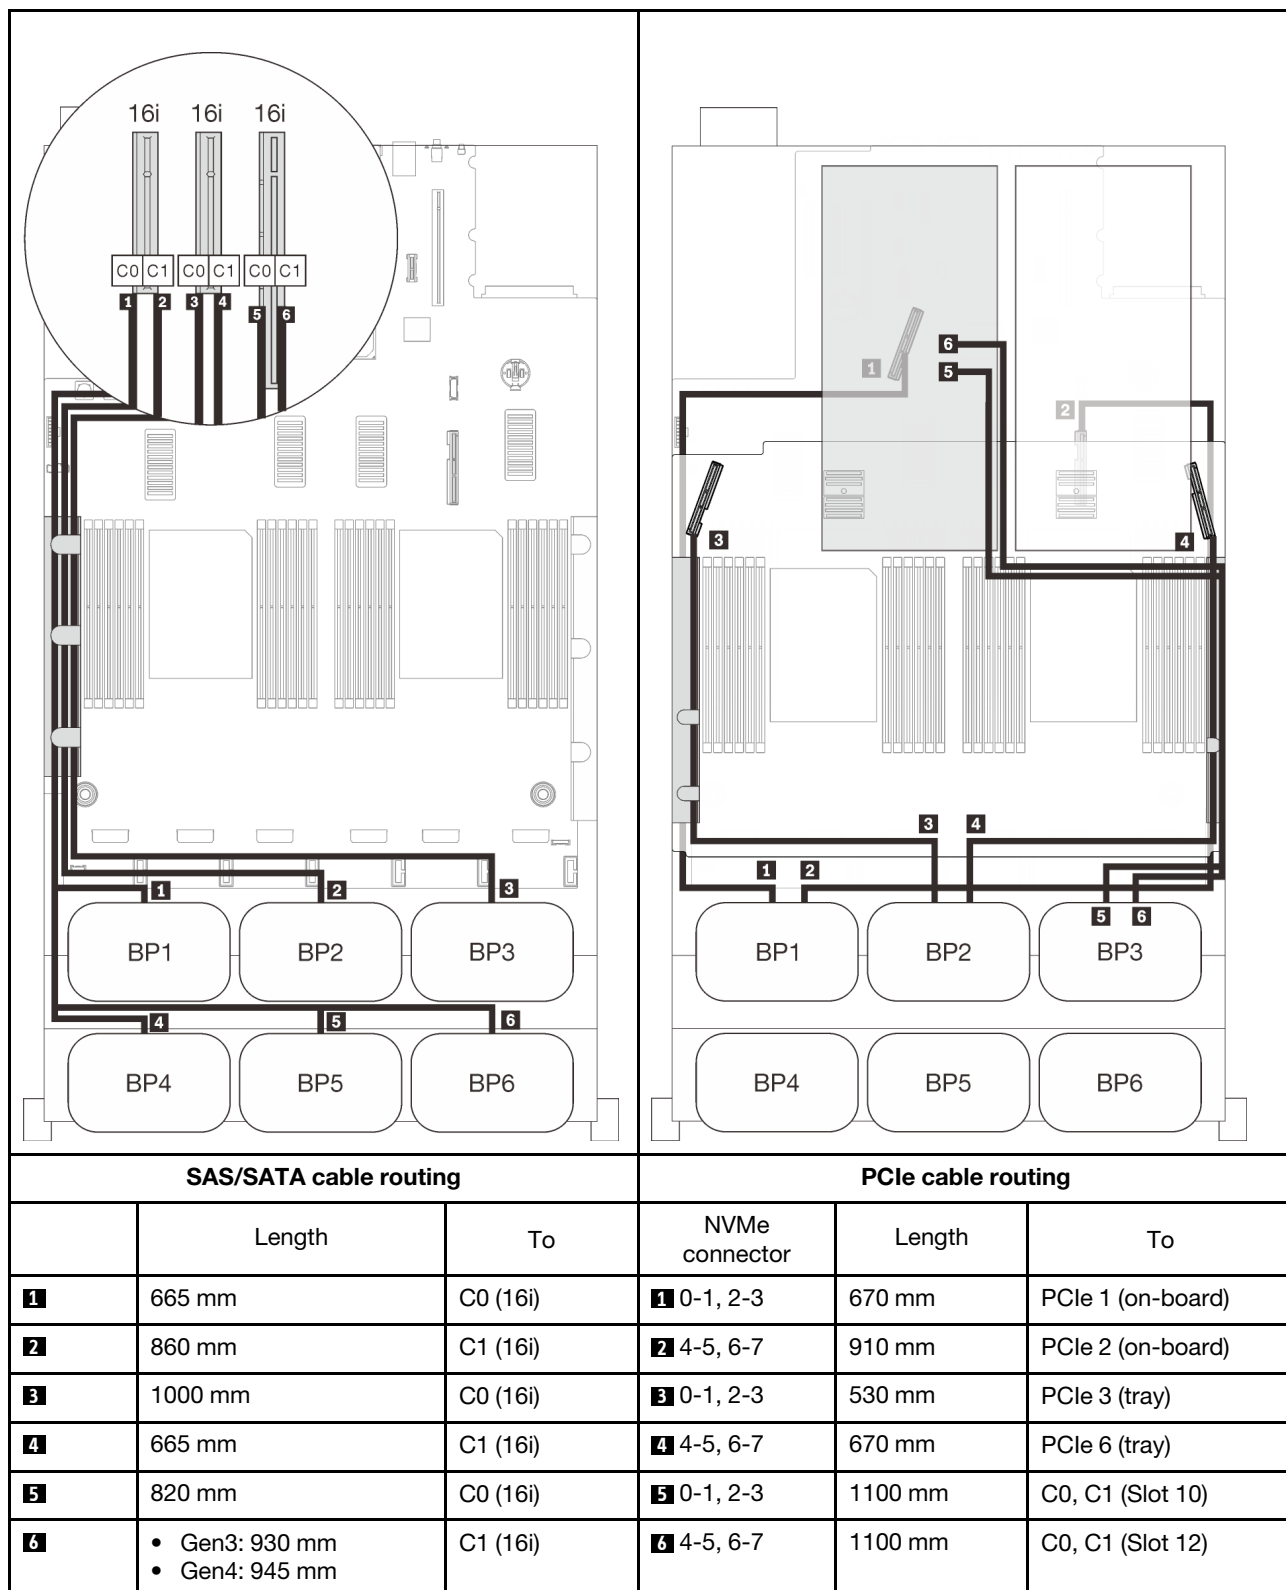 16i 16i 16i
C0 C1 C0 C1 C0 C1
1 2 3 4 5 6
1 2 3
BP1 BP2 BP3
4 5 6
BP4 BP5 BP6
6
1 5
2
3 4
3 4
1 2
5 6
BP1 BP2 BP3
BP4 BP5 BP6
SAS/SATA cable routing PCIe cable routing
Length To NVMe connector Length To
1 665 mm C0 (16i) 1 0-1, 2-3 670 mm PCIe 1 (on-board)
2 860 mm C1 (16i) 2 4-5, 6-7 910 mm PCIe 2 (on-board)
3 1000 mm C0 (16i) 3 0-1, 2-3 530 mm PCIe 3 (tray)
4 665 mm C1 (16i) 4 4-5, 6-7 670 mm PCIe 6 (tray)
5 820 mm C0 (16i) 5 0-1, 2-3 1100 mm C0, C1 (Slot 10)
6 • Gen3: 930 mm C1 (16i) 6 4-5, 6-7 1100 mm C0, C1 (Slot 12)
• Gen4: 945 mm